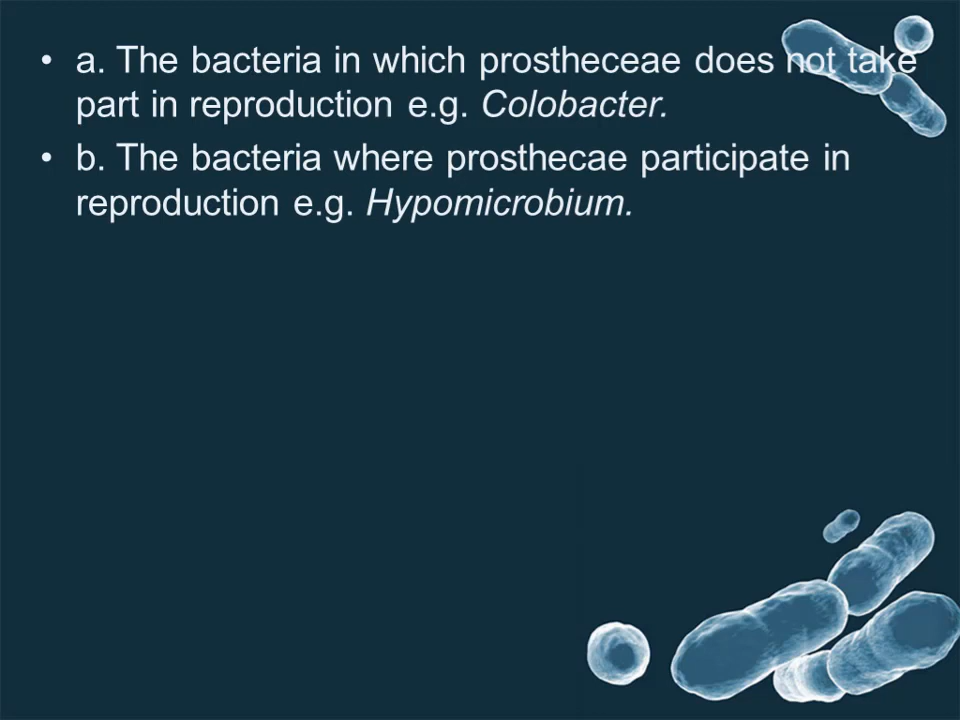 • a. The bacteria in which prostheceae does not take
part in reproduction e.g. Colobacter.
• b. The bacteria where prosthecae participate in
reproduction e.g. Hypomicrobium.